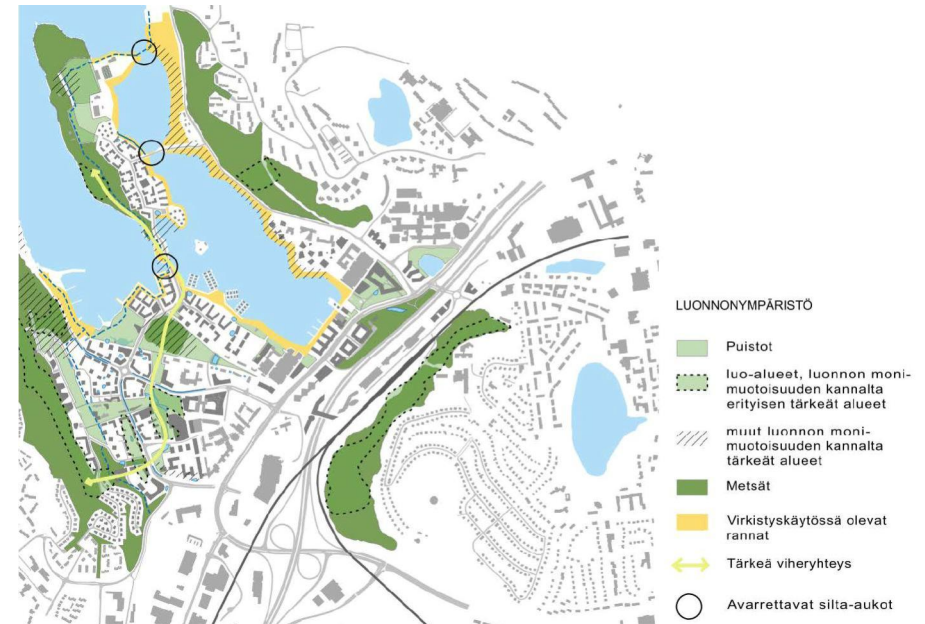 LUONNONYMPÄRISTÖ
Puistot
luo-alueet, luonnon moni-
muotoisuuden kannalta
erityisen tärkeät alueet
muut luonnon moni-
muotoisuuden kannalta
tärkeät alueet
Metsät
Virkistyskäytössä olevat
rannat
Tärkeä viheryhteys
Avarrettavat silta-aukot